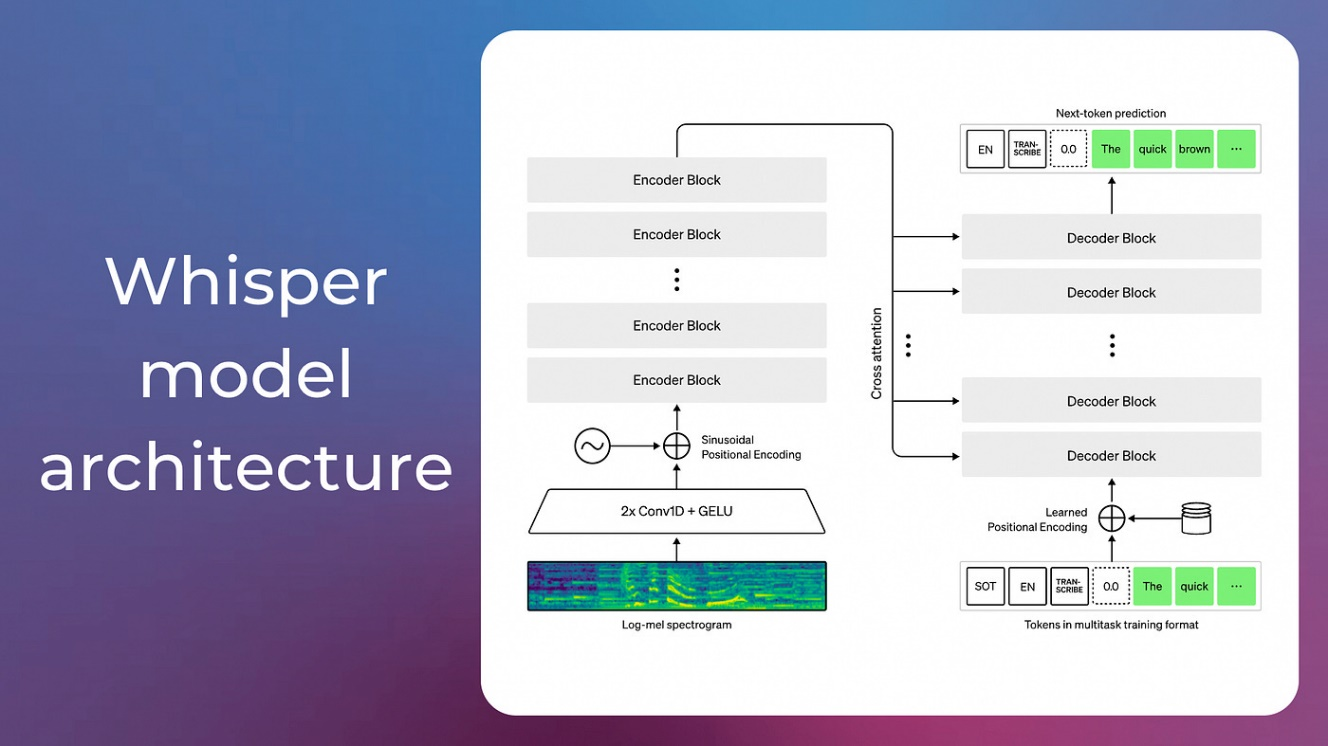 Whisper
model
architecture
Encoder Block
Encoder Block
Encoder Block
Encoder Block
Sinusoidal
Positional Encoding
2x Conv1D + GELU
Log-mel spectrogram
Cross attention
Next-token prediction
EN TRAN-
SCRIBE 0.0 The quick brown ...
Decoder Block
Decoder Block
Decoder Block
Decoder Block
Learned
Positional Encoding
SOT EN TRAN-
SCRIBE 0.0 The quick ...
Tokens in multitask training format